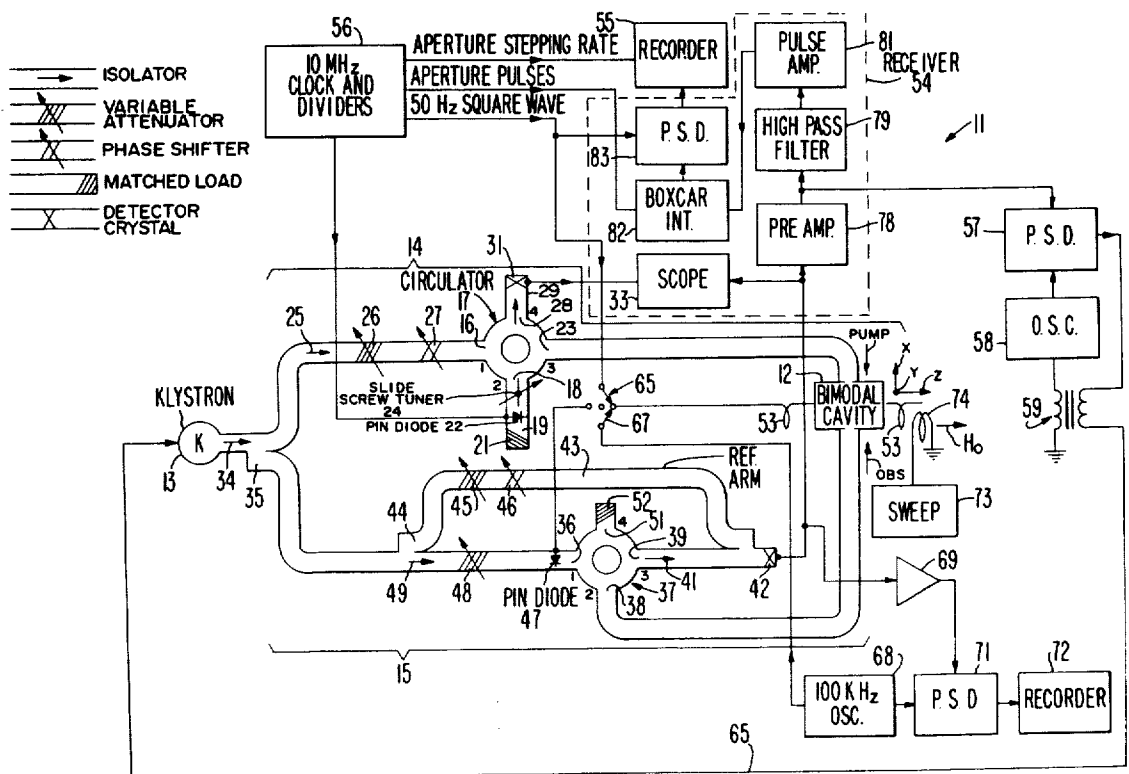 56
10 MHz
CLOCK AND
DIVIDERS
APERTURE STEPPING RATE
APERTURE PULSES
50 Hz SQUARE WAVE
55
RECORDER
PULSE
AMP.
81
RECEIVER
54
HIGH PASS
FILTER
79
11
P.S.D.
83
BOXCAR
INT.
82
PRE AMP.
78
SCOPE
33
57
P.S.D.
O.S.C.
58
59
ISOLATOR
VARIABLE
ATTENUATOR
PHASE SHIFTER
MATCHED LOAD
DETECTOR
CRYSTAL
14
31
CIRCULATOR
29
17
4
28
16
23
25
26
27
1
2
3
18
SLIDE
SCREW TUNER
24
PIN DIODE 22
19
21
KLYSTRON
K
13
34
35
65
67
53
PUMP
12
BIMODAL
CAVITY
X
Y
Z
74
53
H₀
OBS
SWEEP
73
43
REF.
ARM
44
45
46
52
4
51
36
39
49
48
1
2
3
41
42
PIN DIODE
47
37
38
69
15
68
100 KHz
OSC.
71
P.S.D
72
RECORDER
65